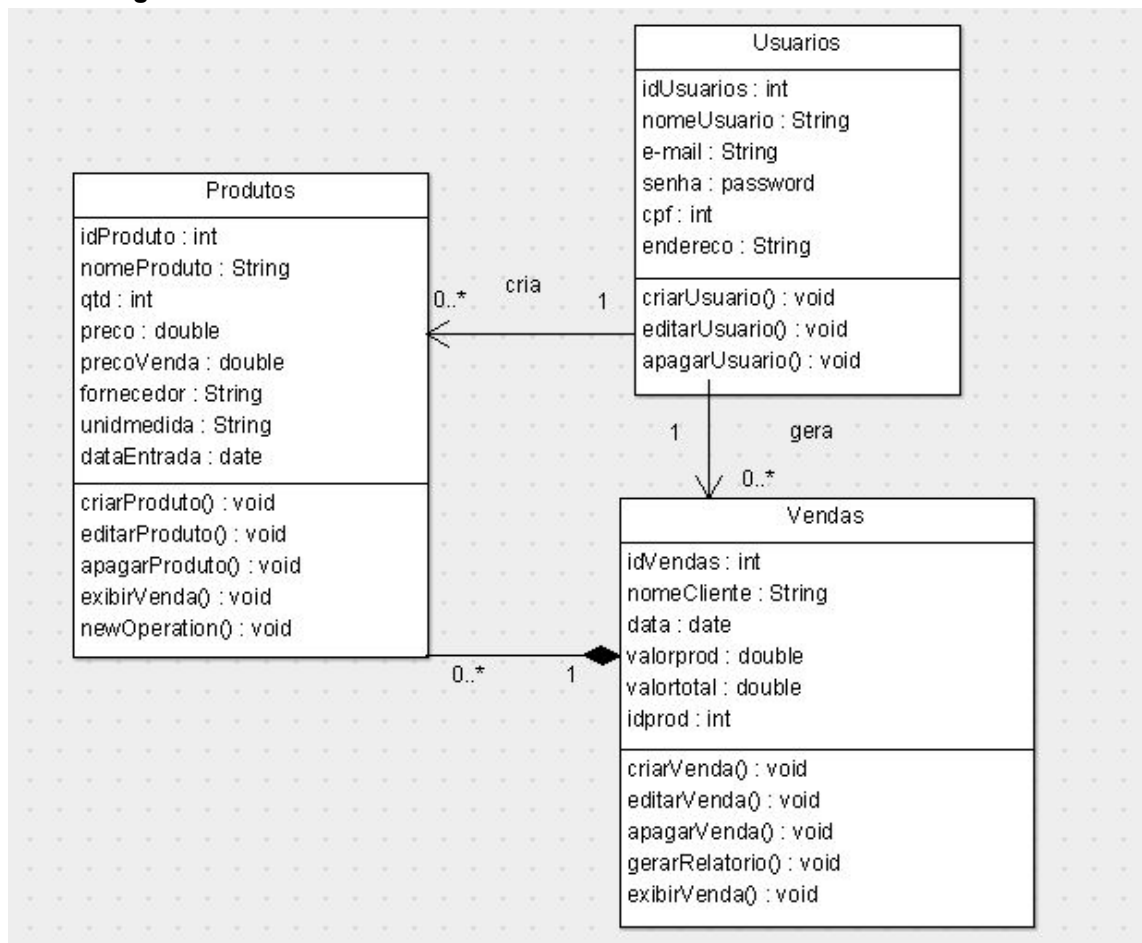 Usuarios
idUsuarios : int
nomeUsuario : String
e-mail : String
senha : password
cpf : int
endereco : String
criarUsuario() : void
editarUsuario() : void
apagarUsuario() : void
Produtos
idProduto : int
nomeProduto : String
qtd : int
preco : double
precoVenda : double
fornecedor : String
unidmedida : String
dataEntrada : date
criarProduto() : void
editarProduto() : void
apagarProduto() : void
exibirVenda() : void
newOperation() : void
0..* cria 1
1 gera
0..*
Vendas
idVendas : int
nomeCliente : String
data : date
valorprod : double
valortotal : double
idprod : int
criarVenda() : void
editarVenda() : void
apagarVenda() : void
gerarRelatorio() : void
exibirVenda() : void
0..* 1